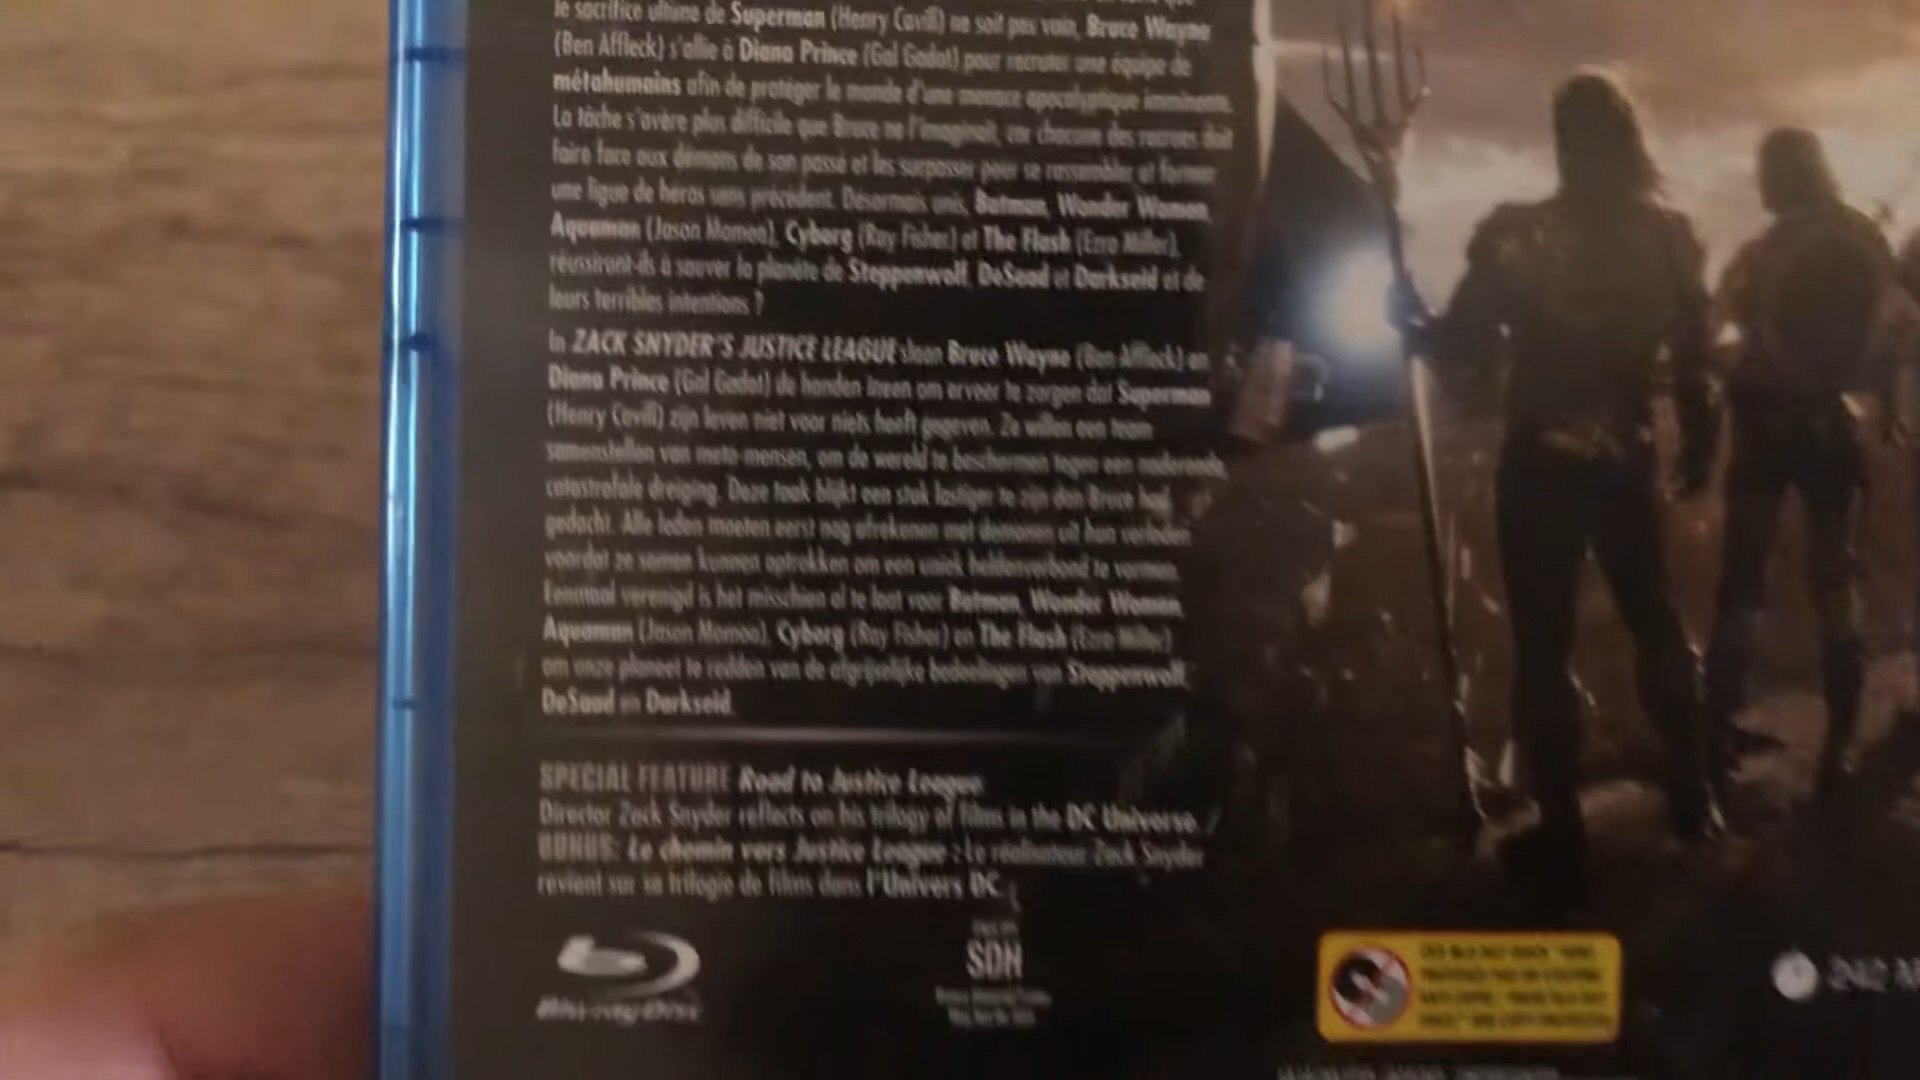 le sacrifice ultime de Superman (Henry Cavill) ne soit pas vain, Bruce Wayne
(Ben Affleck) s'allie à Diana Prince (Gal Gadot) pour recruter une équipe de
métahumains afin de protéger le monde d'une menace apocalyptique imminente.
La tâche s'avère plus difficile que Bruce ne l'imaginait, car chacune des recrues doit
faire face aux démons de son passé et les surpasser pour se rassembler et former
une ligue de héros sans précédent. Désormais unis, Batman, Wonder Woman,
Aquaman (Jason Momoa), Cyborg (Ray Fisher) et The Flash (Ezra Miller),
réussiront-ils à sauver la planète de Steppenwolf, DeSaad et Darkseid et de
leurs terribles intentions ?
In ZACK SNYDER'S JUSTICE LEAGUE slaan Bruce Wayne (Ben Affleck) en
Diana Prince (Gal Gadot) de handen ineen om ervoor te zorgen dat Superman
(Henry Cavill) zijn leven niet voor niets heeft gegeven. Ze willen een team
samenstellen van meta-mensen, om de wereld te beschermen tegen een naderende,
catastrofale dreiging. Deze taak blijkt een stuk lastiger te zijn dan Bruce had
gedacht. Alle leden moeten eerst nog afrekenen met demonen uit hun verleden
voordat ze samen kunnen optrekken om een uniek heldenverbond te vormen.
Eenmaal verenigd is het misschien al te laat voor Batman, Wonder Woman,
Aquaman (Jason Momoa), Cyborg (Ray Fisher) en The Flash (Ezra Miller)
om onze planeet te redden van de afgrijselijke bedoelingen van Steppenwolf,
DeSaad en Darkseid.
SPECIAL FEATURE Road to Justice League
Director Zack Snyder reflects on his trilogy of films in the DC Universe. /
BONUS: Le chemin vers Justice League : Le réalisateur Zack Snyder
revient sur sa trilogie de films dans l'Univers DC.
Blu-ray Disc
SDH
242